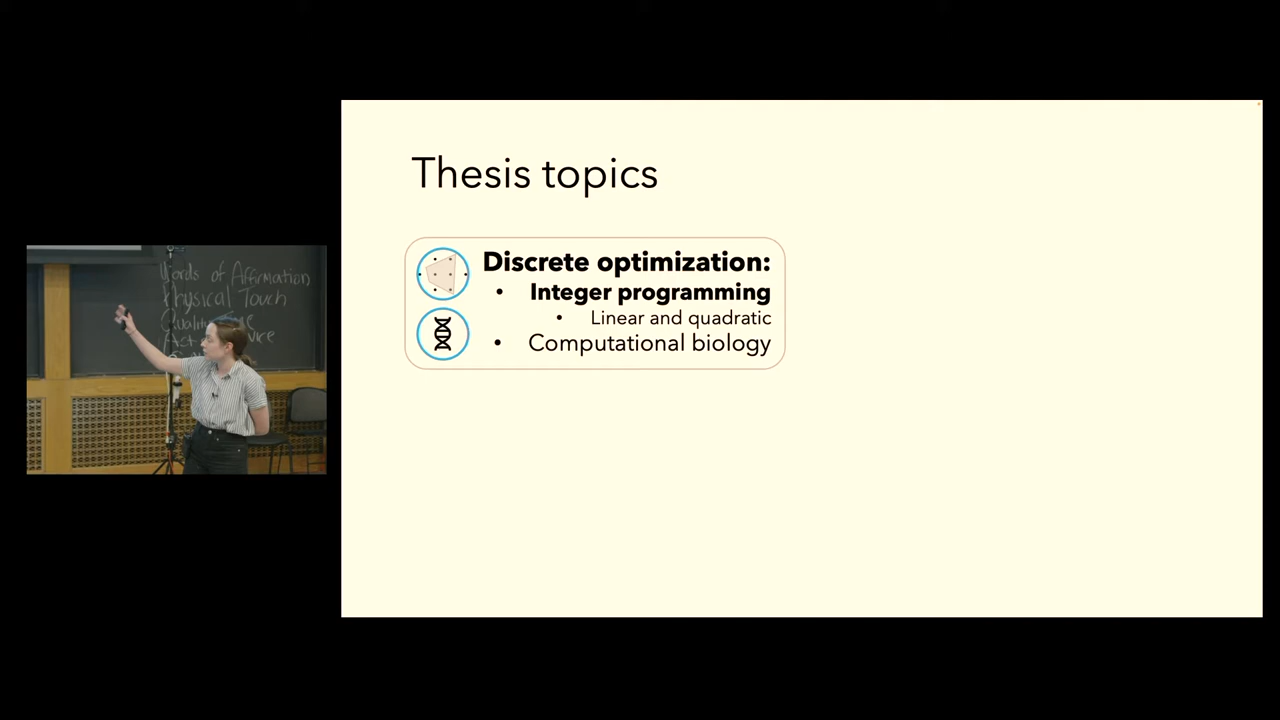 Words of Affirmation
Physical Touch
Thesis topics
Discrete optimization:
• Integer programming
• Linear and quadratic
• Computational biology